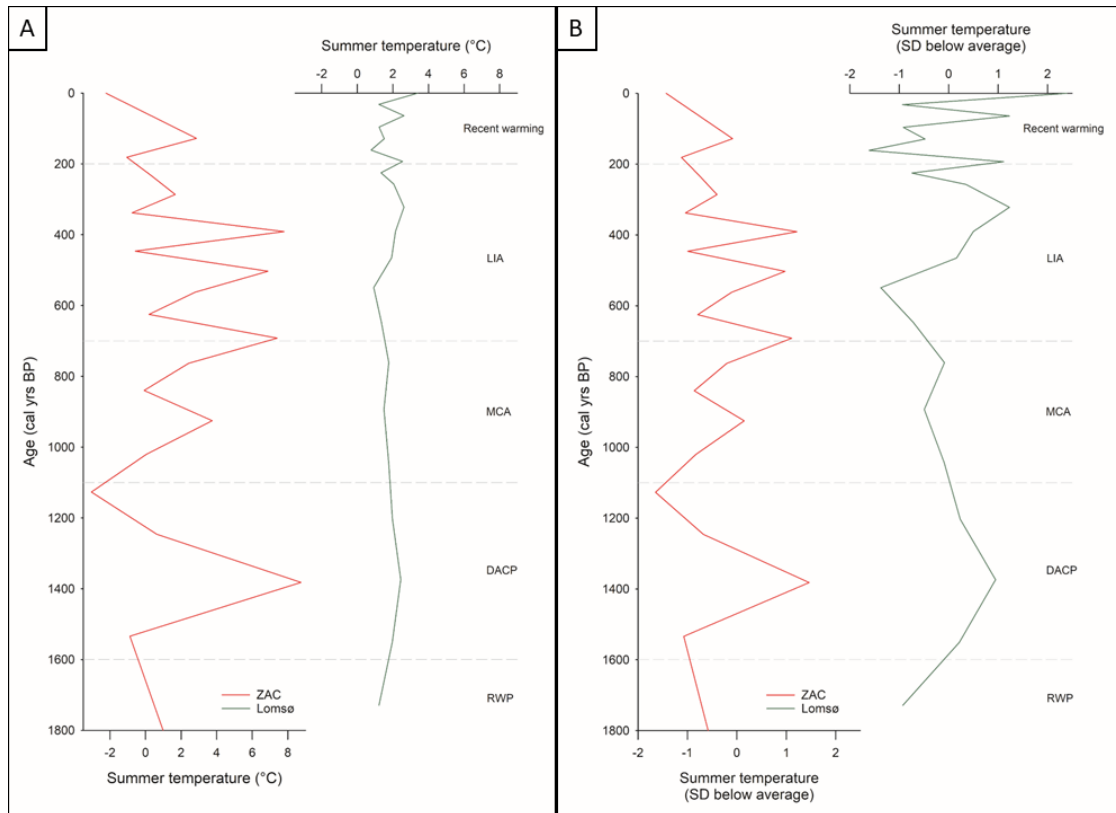 A
Summer temperature (°C)
-2 0 2 4 6 8
0
200
400
600
800
1000
1200
1400
1600
1800
Age (cal yrs BP)
Recent warming
LIA
MCA
DACP
RWP
ZAC
Lomsø
-2 0 2 4 6 8
Summer temperature (°C)
B
Summer temperature
(SD below average)
-2 -1 0 1 2
0
200
400
600
800
1000
1200
1400
1600
1800
Age (cal yrs BP)
Recent warming
LIA
MCA
DACP
RWP
ZAC
Lomsø
-2 -1 0 1 2
Summer temperature
(SD below average)